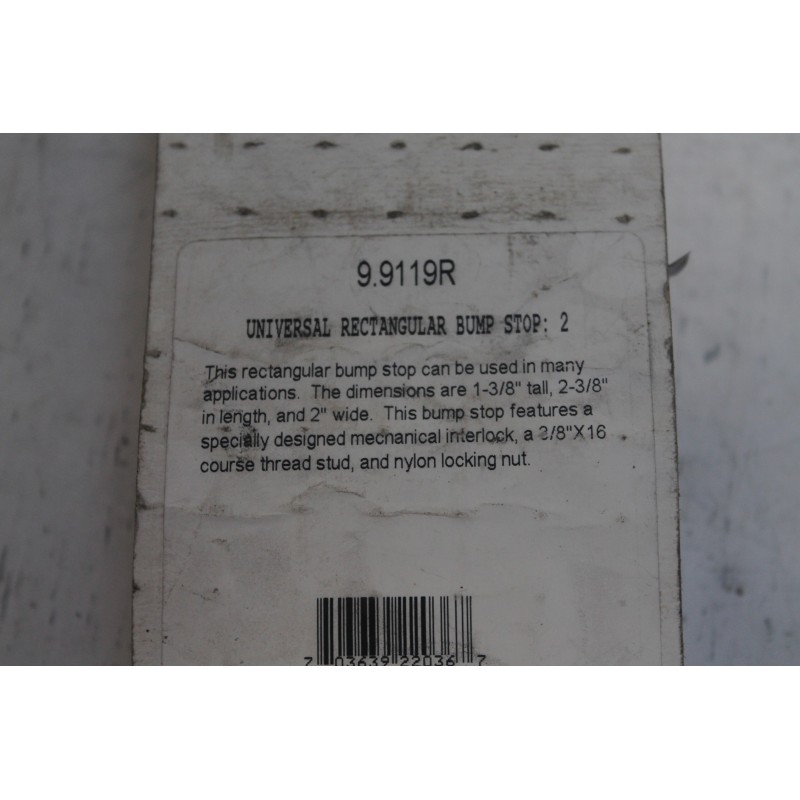 9.9119R
UNIVERSAL RECTANGULAR BUMP STOP: 2
This rectangular bump stop can be used in many
applications. The dimensions are 1-3/8" tall, 2-3/8"
in length, and 2" wide. This bump stop features a
specially designed mechanical interlock, a 3/8"X16
course thread stud, and nylon locking nut.
7 03639 22036 7